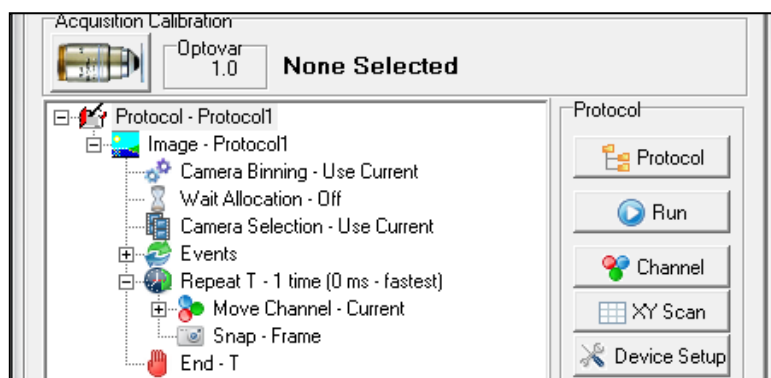 Acquisition Calibration
Optovar
1.0
None Selected
Protocol - Protocol1
Image - Protocol1
Camera Binning - Use Current
Wait Allocation - Off
Camera Selection - Use Current
Events
Repeat T - 1 time (0 ms - fastest)
Move Channel - Current
Snap - Frame
End - T
Protocol
Protocol
Run
Channel
XY Scan
Device Setup